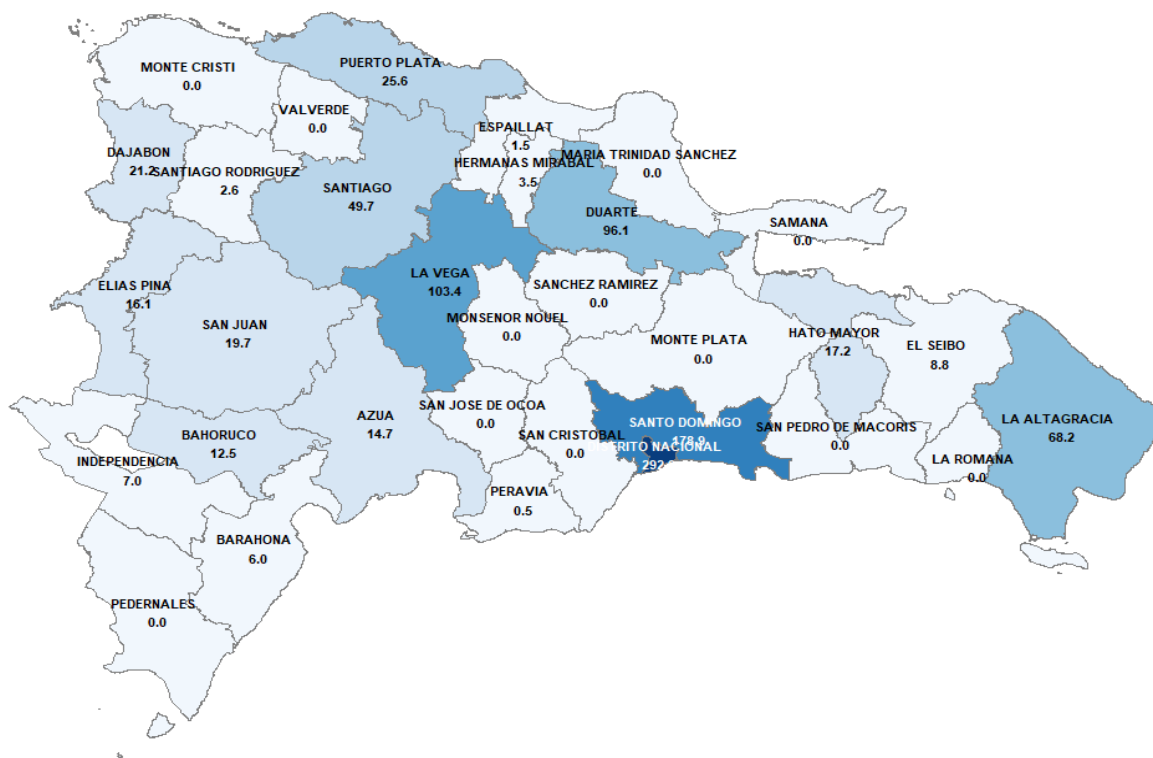 PUERTO PLATA
25.6
MONTE CRISTI
0.0
VALVERDE
0.0
ESPAILLAT
1.5
DAJABON
21.2
SANTIAGO RODRIGUEZ
2.6
HERMANAS MIRABAL
3.5
MARIA TRINIDAD SANCHEZ
0.0
SANTIAGO
49.7
DUARTE
96.1
SAMANA
0.0
LA VEGA
103.4
ELIAS PINA
16.1
SANCHEZ RAMIREZ
0.0
SAN JUAN
19.7
MONSENOR NOUEL
0.0
MONTE PLATA
0.0
HATO MAYOR
17.2
EL SEIBO
8.8
SAN JOSE DE OCOA
0.0
AZUA
14.7
SANTO DOMINGO
178.9
LA ALTAGRACIA
68.2
SAN PEDRO DE MACORIS
0.0
BAHORUCO
12.5
SAN CRISTOBAL
0.0
NACIONAL
292
INDEPENDENCIA
7.0
LA ROMANA
0.0
PERAVIA
0.5
BARAHONA
6.0
PEDERNALES
0.0